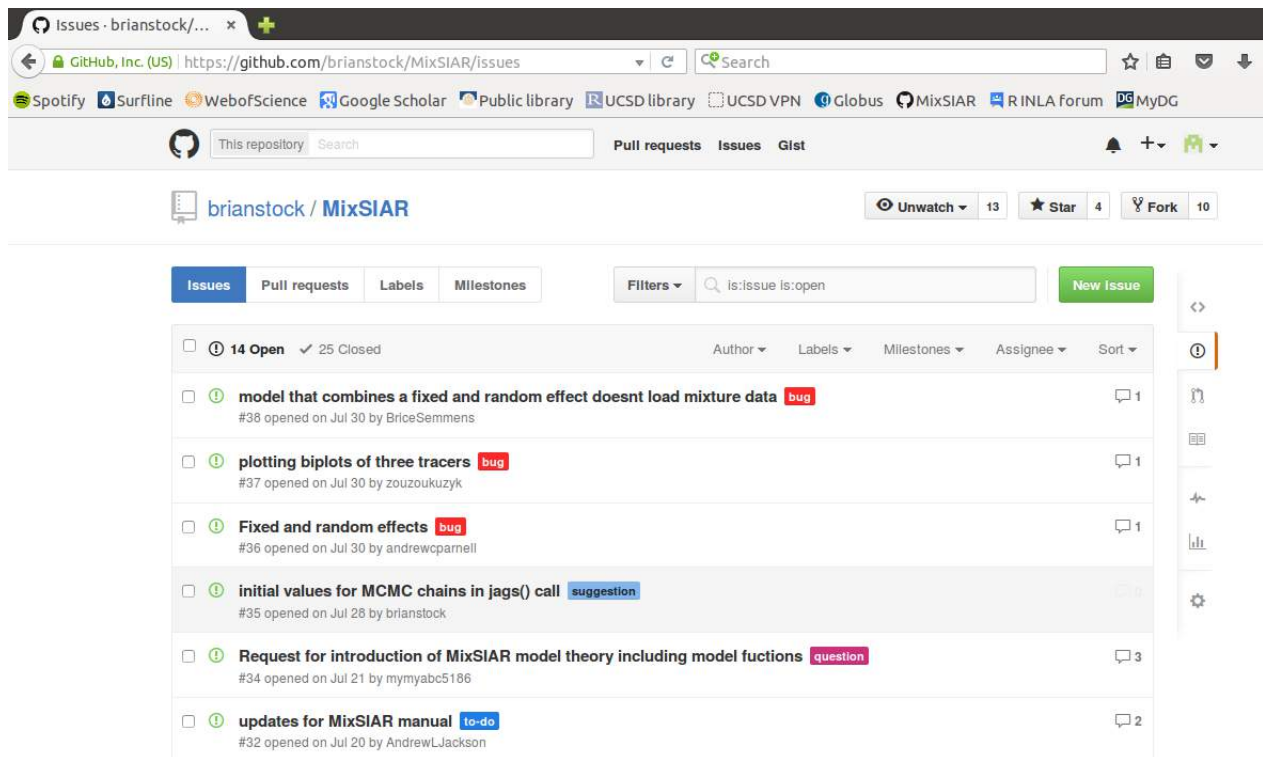 Issues · brianstock/... ×
GitHub, Inc. (US) https://github.com/brianstock/MixSIAR/issues Search
Spotify Surfline WebofScience Google Scholar Public library UCSD library UCSD VPN Globus MixSIAR R INLA forum MyDG
This repository Search Pull requests Issues Gist
brianstock / MixSIAR Unwatch 13 Star 4 Fork 10
Issues Pull requests Labels Milestones Filters is:issue is:open New issue
14 Open 25 Closed Author Labels Milestones Assignee Sort
model that combines a fixed and random effect doesnt load mixture data bug 1
#38 opened on Jul 30 by BriceSemmens
plotting biplots of three tracers bug 1
#37 opened on Jul 30 by zouzoukuzyk
Fixed and random effects bug 1
#36 opened on Jul 30 by andrewcparnell
initial values for MCMC chains in jags() call suggestion
#35 opened on Jul 28 by brianstock
Request for introduction of MixSIAR model theory including model fuctions question 3
#34 opened on Jul 21 by mymyabc5186
updates for MixSIAR manual to-do 2
#32 opened on Jul 20 by AndrewLJackson